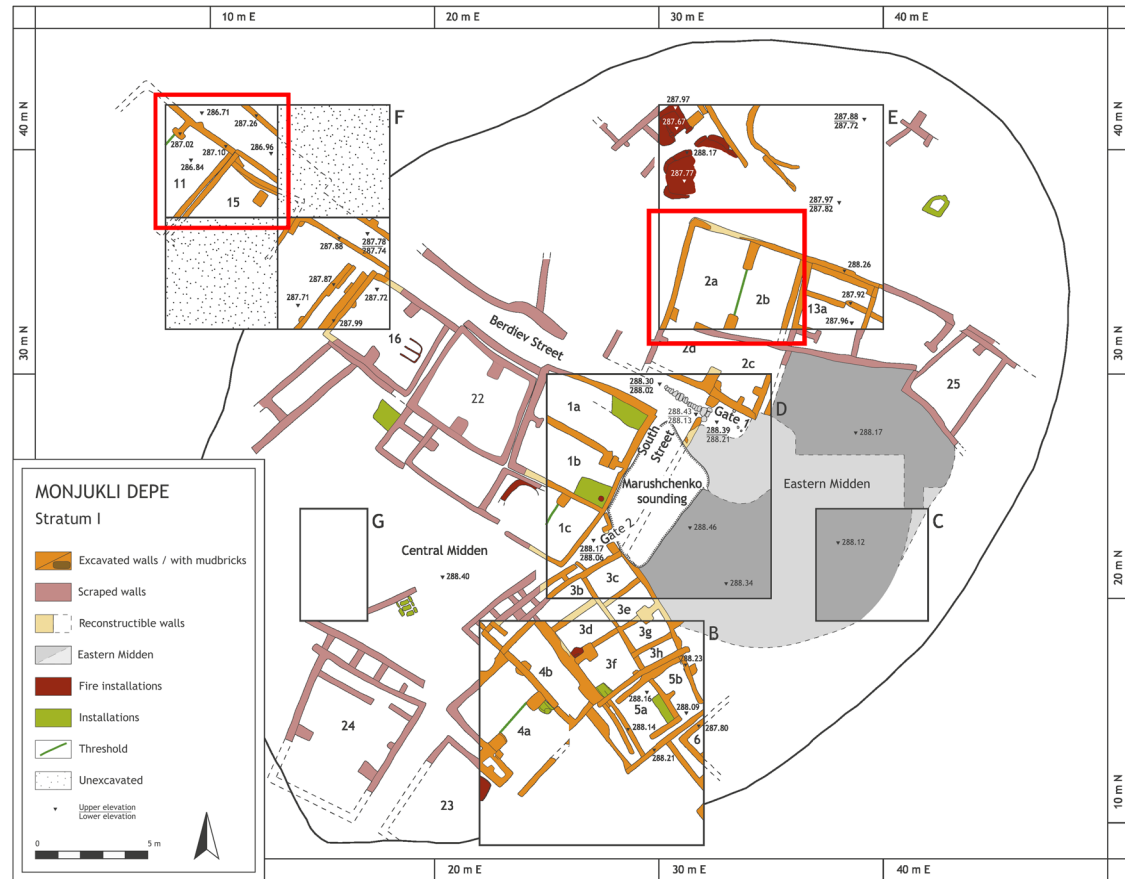 10 m E
20 m E
30 m E
40 m E
40 m N
40 m N
30 m N
30 m N
20 m N
10 m N
F
286.71
287.26
287.02
287.10
286.96
286.84
11
15
287.78
287.74
287.88
287.87
287.72
287.71
287.99
E
287.97
287.67
288.17
287.77
287.88
287.72
287.97
287.82
288.26
2a
2b
287.92
13a
287.96
2d
2c
25
Berdiev Street
16
22
D
288.30
288.02
288.43
288.13
Gate 1
288.39
288.21
South Street
1a
1b
1c
Marushchenko
sounding
Gate 2
288.17
288.06
288.17
Eastern Midden
288.46
288.34
C
288.12
G
Central Midden
288.40
3c
3b
3e
3d
3g
3h
3f
B
288.23
4b
5b
288.16
5a
288.09
288.14
287.80
6
4a
288.21
24
23
MONJUKLI DEPE
Stratum I
Excavated walls / with mudbricks
Scraped walls
Reconstructible walls
Eastern Midden
Fire installations
Installations
Threshold
Unexcavated
Upper elevation
Lower elevation
0 5 m
20 m E
30 m E
40 m E
20 m N
10 m N